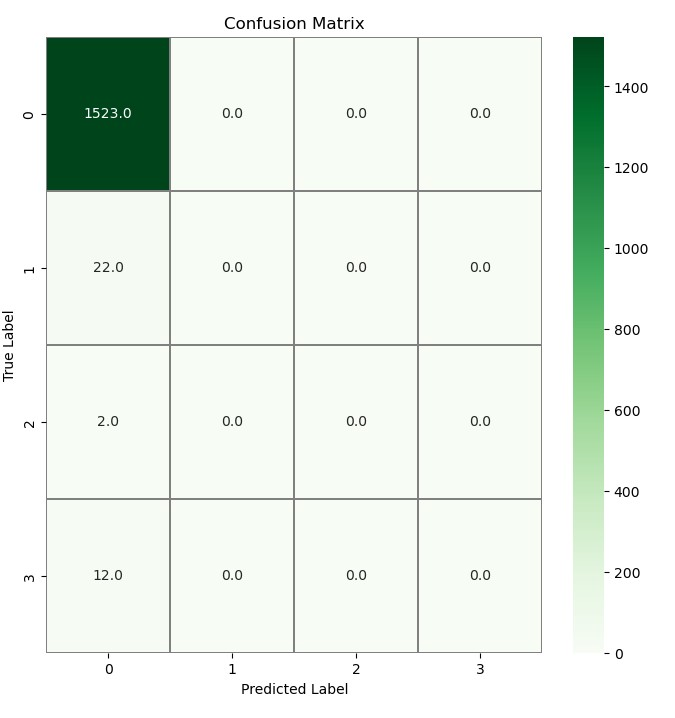 Confusion Matrix
0 1523.0 0.0 0.0 0.0
1 22.0 0.0 0.0 0.0
2 2.0 0.0 0.0 0.0
3 12.0 0.0 0.0 0.0
True Label
0 1 2 3
Predicted Label
1400
1200
1000
800
600
400
200
0